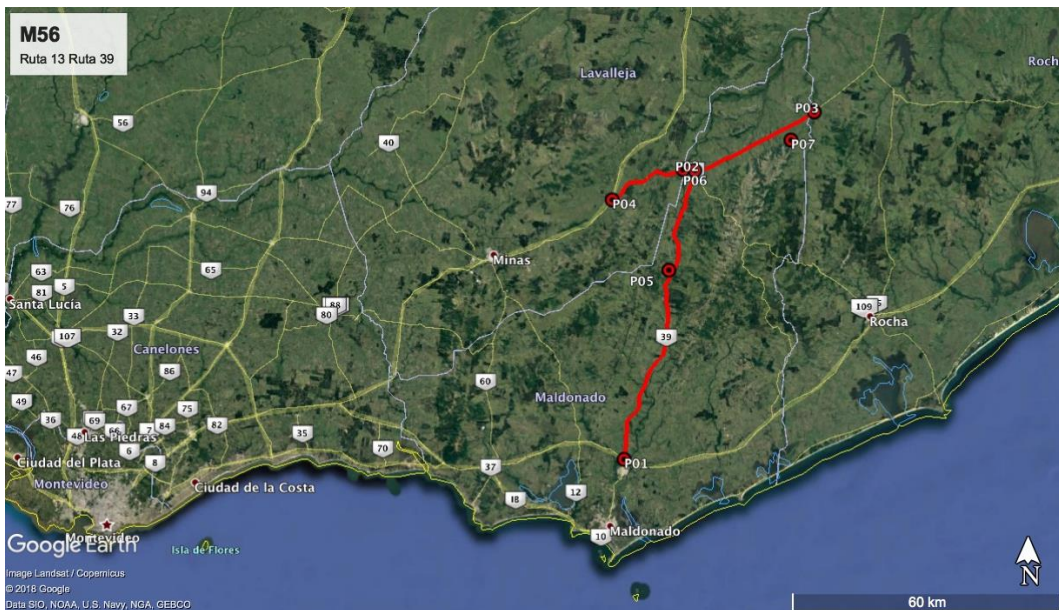 M56
Ruta 13 Ruta 39
Lavalleja
Roch
56
P03
40
P07
P02
P06
94
77
76
P04
65
63
5
81
Minas
P05
Santa Lucía
88
80
33
109
Rocha
32
107
39
Canelones
46
86
47
60
Maldonado
49
67
75
36
69
84
82
35
48
Las Piedras
7
6
70
P01
Ciudad del Plata
8
37
Montevideo
Ciudad de la Costa
18
12
Montevideo
10
Maldonado
Google Earth
Isla de Flores
N
Image Landsat / Copernicus
© 2018 Google
Data SIO, NOAA, U.S. Navy, NGA, GEBCO
60 km